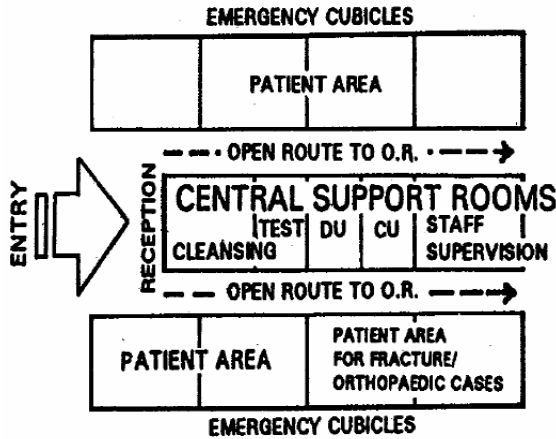 EMERGENCY CUBICLES
PATIENT AREA
OPEN ROUTE TO O.R.
ENTRY
RECEPTION
CENTRAL SUPPORT ROOMS
CLEANSING
TEST
DU
CU
STAFF
SUPERVISION
OPEN ROUTE TO O.R.
PATIENT AREA
PATIENT AREA
FOR FRACTURE/
ORTHOPAEDIC CASES
EMERGENCY CUBICLES